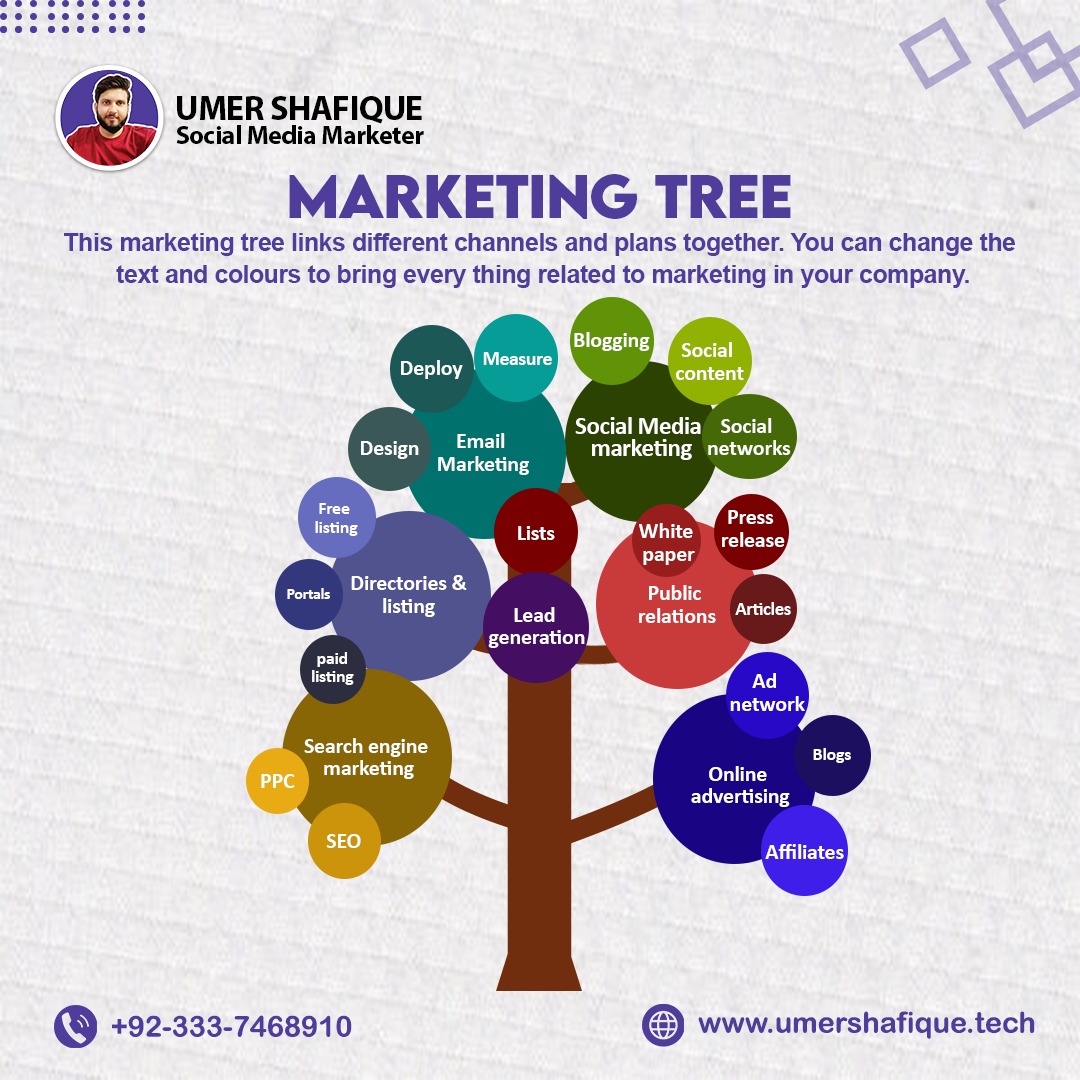 UMER SHAFIQUE
Social Media Marketer
MARKETING TREE
This marketing tree links different channels and plans together. You can change the
text and colours to bring every thing related to marketing in your company.
Deploy
Measure
Design
Email
Marketing
Blogging
Social
content
Social Media
marketing
Social
networks
Free
listing
Portals
Directories &
listing
paid
listing
Lists
Lead
generation
White
paper
Press
release
Public
relations
Articles
Search engine
marketing
PPC
SEO
Ad
network
Blogs
Online
advertising
Affiliates
+92-333-7468910
www.umershafique.tech